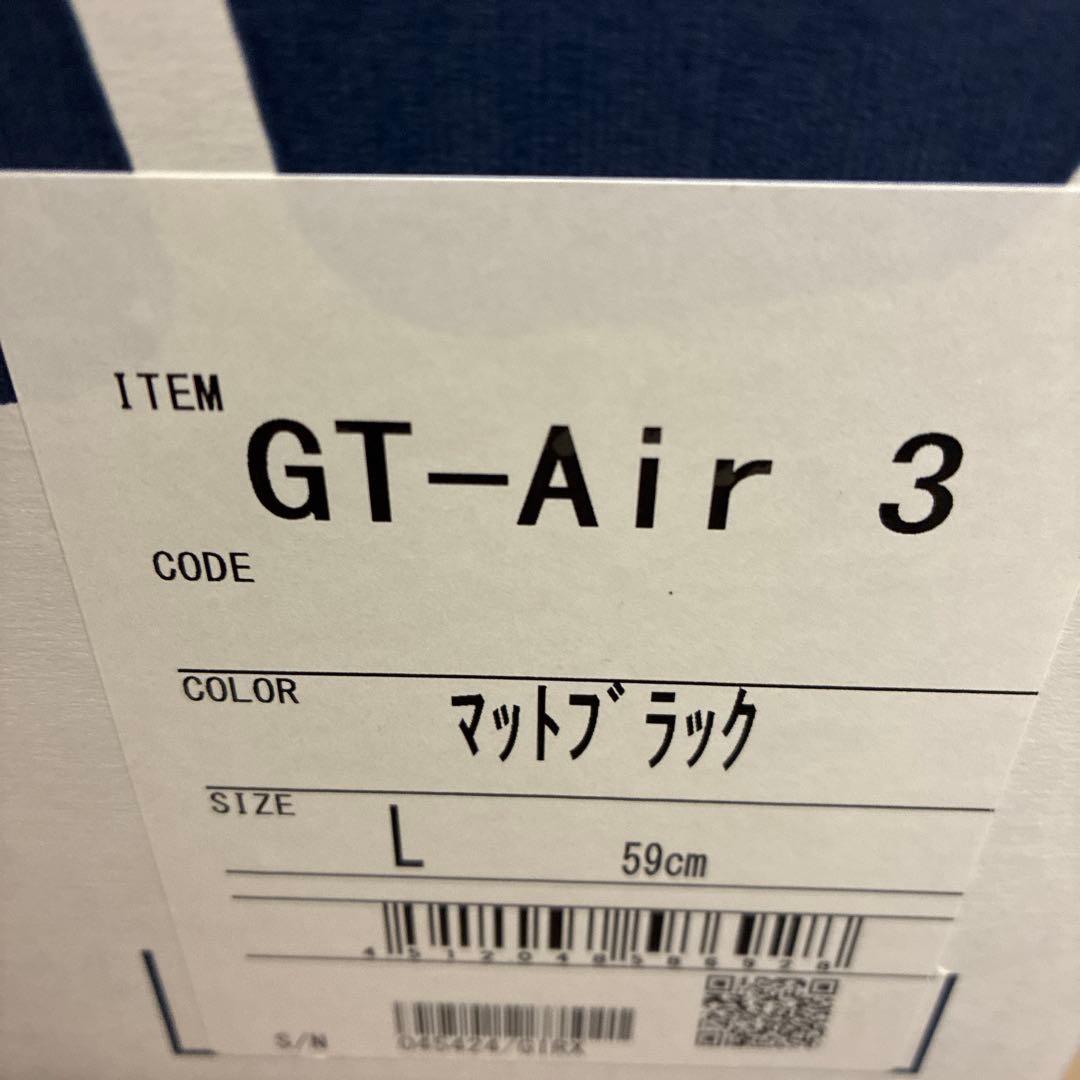 ITEM
GT-Air 3
CODE
COLOR
ﾏｯﾄﾌﾞﾗｯｸ
SIZE
L 59cm
S/N